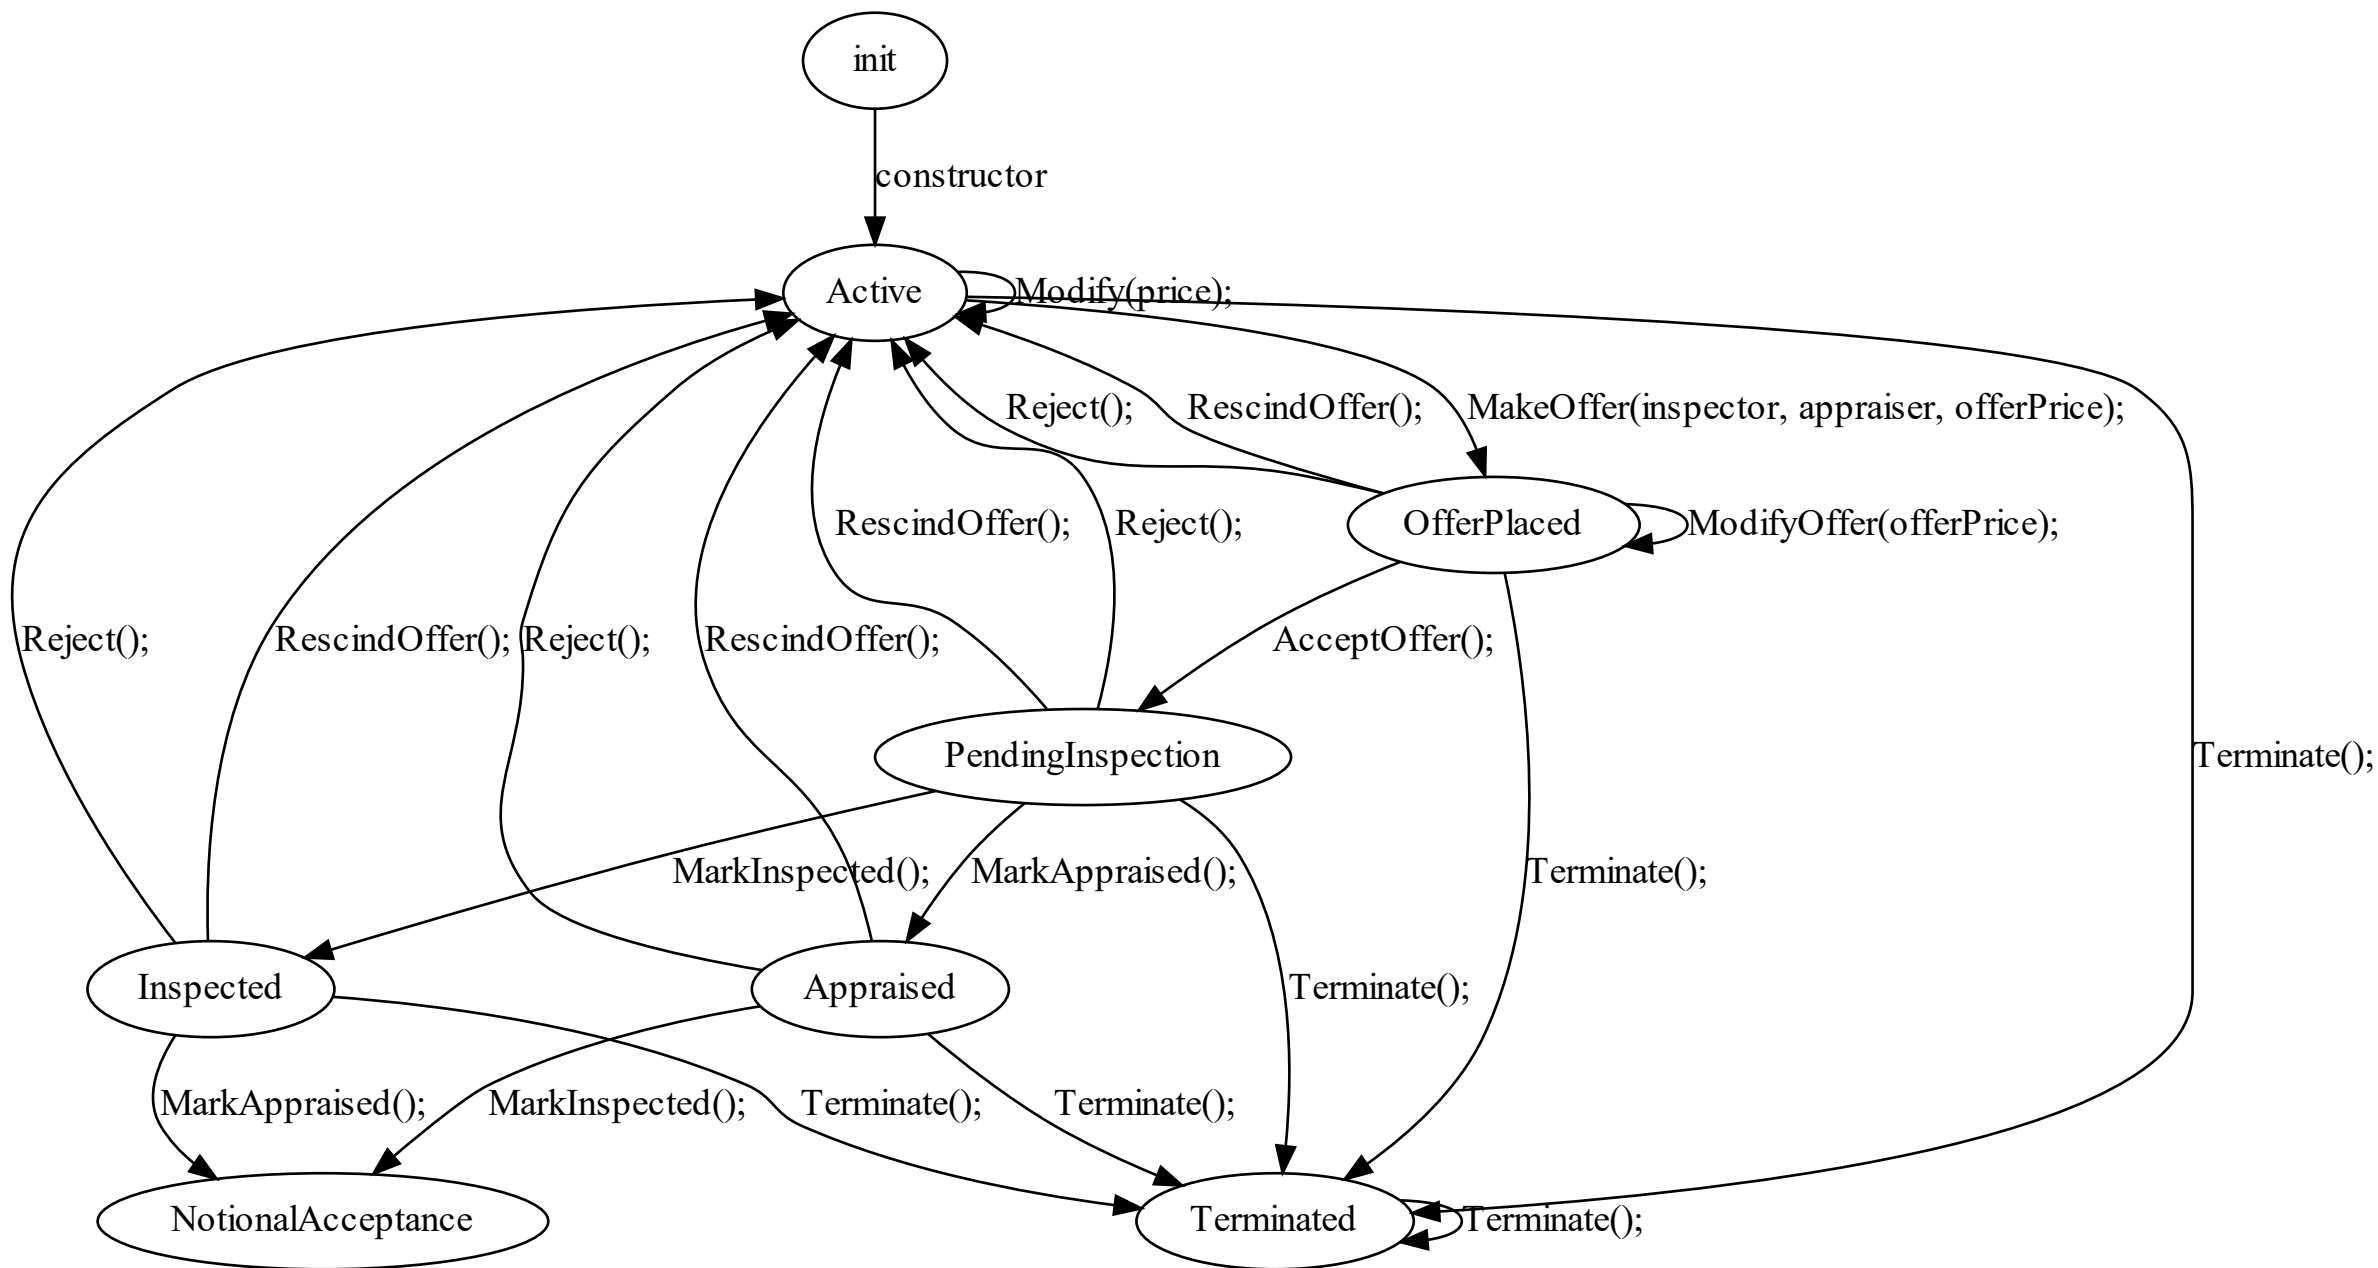 init
constructor
Active
Modify(price);
Reject();
RescindOffer();
MakeOffer(inspector, appraiser, offerPrice);
RescindOffer();
Reject();
OfferPlaced
ModifyOffer(offerPrice);
Reject();
RescindOffer();
Reject();
RescindOffer();
AcceptOffer();
PendingInspection
Terminate();
MarkInspected();
MarkAppraised();
Terminate();
Inspected
Appraised
Terminate();
MarkAppraised();
MarkInspected();
Terminate();
Terminate();
NotionalAcceptance
Terminated
Terminate();